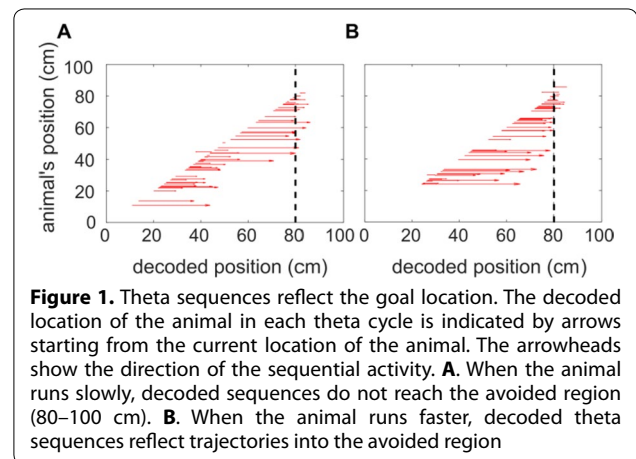 A
B
100
80
60
40
20
0
animal's position (cm)
0 20 40 60 80 100
0 20 40 60 80 100
decoded position (cm)
decoded position (cm)
Figure 1. Theta sequences reflect the goal location. The decoded
location of the animal in each theta cycle is indicated by arrows
starting from the current location of the animal. The arrowheads
show the direction of the sequential activity. A. When the animal
runs slowly, decoded sequences do not reach the avoided region
(80–100 cm). B. When the animal runs faster, decoded theta
sequences reflect trajectories into the avoided region